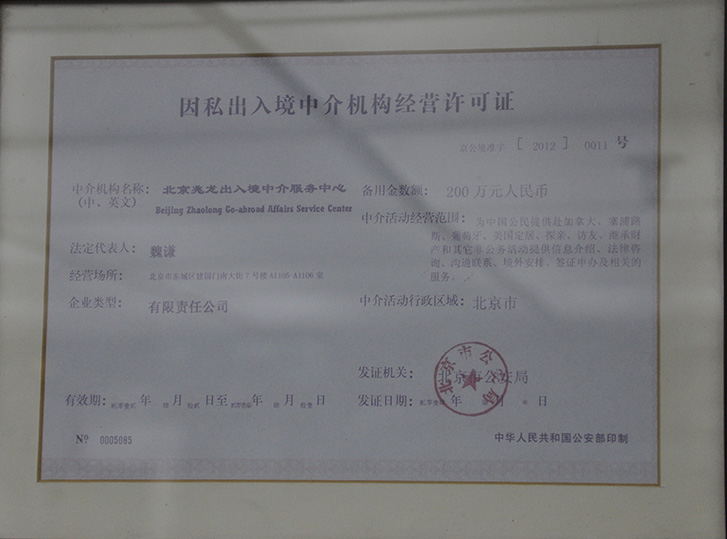 因私出入境中介机构经营许可证
京公境准字 [ 2012 ] 0011 号
中介机构名称：北京兆龙出入境中介服务中心
（中、英文） Beijing Zhaolong Go-abroad Affairs Service Center
法定代表人：魏谦
经营场所：北京市东城区建国门南大街7号楼A1105-A1106室
企业类型：有限责任公司
备用金数额：200万元人民币
中介活动经营范围：为中国公民提供赴加拿大、塞浦路
斯、葡萄牙、美国定居、探亲、访友、继承财
产和其它非公务活动提供信息介绍、法律咨
询、沟通联系、境外安排、签证申办及相关的
服务。
中介活动行政区域：北京市
发证机关：北京市公安局
有效期： 年 月 日至 年 月 日
发证日期： 年 月 日
北京市公安局
Nº 0005085
中华人民共和国公安部印制